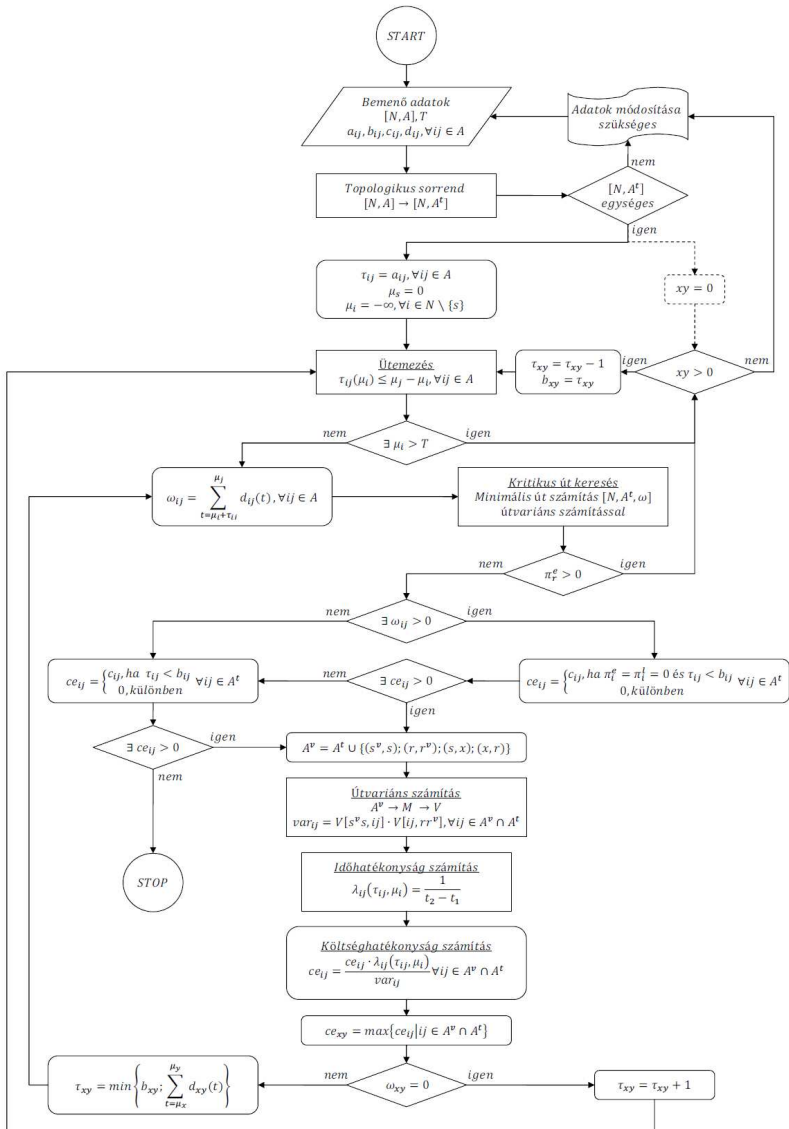 START
Bemenő adatok
[N, A], T
a_ij, b_ij, c_ij, d_ij, ∀ij ∈ A
Adatok módosítása
szükséges
nem
Topologikus sorrend
[N, A] → [N, A^t]
[N, A^t]
egységes
igen
τ_ij = a_ij, ∀ij ∈ A
μ_s = 0
μ_i = −∞, ∀i ∈ N \ {s}
xy = 0
Ütemezés
τ_ij(μ_i) ≤ μ_j − μ_i, ∀ij ∈ A
τ_xy = τ_xy − 1
b_xy = τ_xy
igen
xy > 0
nem
nem
∃ μ_i > T
igen
ω_ij = ∑_{t=μ_i+τ_ij}^{μ_j} d_ij(t), ∀ij ∈ A
Kritikus út keresés
Minimális út számítás [N, A^t, ω]
útvariáns számítással
nem
π_r^e > 0
igen
nem
∃ ω_ij > 0
igen
ce_ij = {c_ij, ha τ_ij < b_ij ∀ij ∈ A^t
0, különben
nem
∃ ce_ij > 0
igen
ce_ij = {c_ij, ha π_i^e = π_i^l = 0 és τ_ij < b_ij ∀ij ∈ A^t
0, különben
∃ ce_ij > 0
igen
nem
A^v = A^t ∪ {(s^v, s); (r, r^v); (s, x); (x, r)}
Útvariáns számítás
A^v → M → V
var_ij = V[s^v s, ij] · V[ij, rr^v], ∀ij ∈ A^v ∩ A^t
STOP
Időhatékonyság számítás
λ_ij(τ_ij, μ_i) = 1 / (t_2 − t_1)
Költséghatékonyság számítás
ce_ij = (ce_ij · λ_ij(τ_ij, μ_i)) / var_ij ∀ij ∈ A^v ∩ A^t
ce_xy = max{ce_ij|ij ∈ A^v ∩ A^t}
τ_xy = min {b_xy; ∑_{t=μ_x}^{μ_y} d_xy(t)}
nem
ω_xy = 0
igen
τ_xy = τ_xy + 1